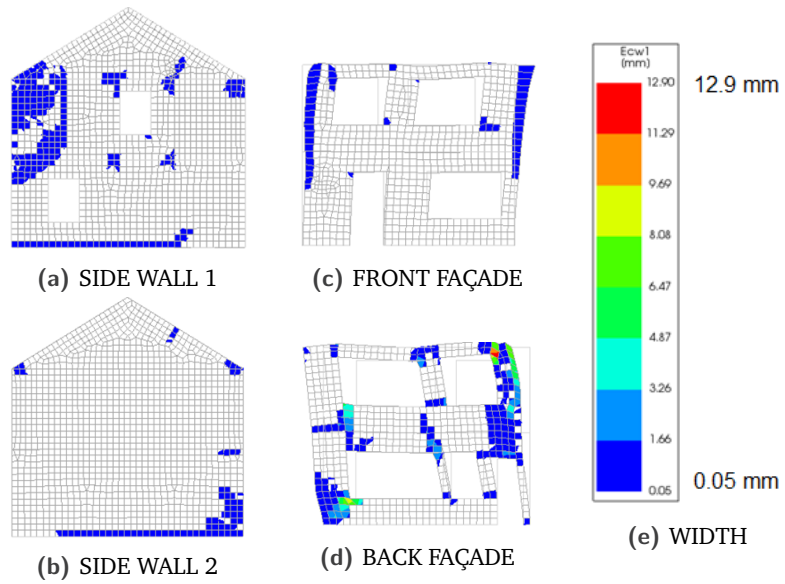 (a) SIDE WALL 1
(c) FRONT FAÇADE
(b) SIDE WALL 2
(d) BACK FAÇADE
Ecw1
(mm)
12.90
11.29
9.69
8.08
6.47
4.87
3.26
1.66
0.05
12.9 mm
0.05 mm
(e) WIDTH